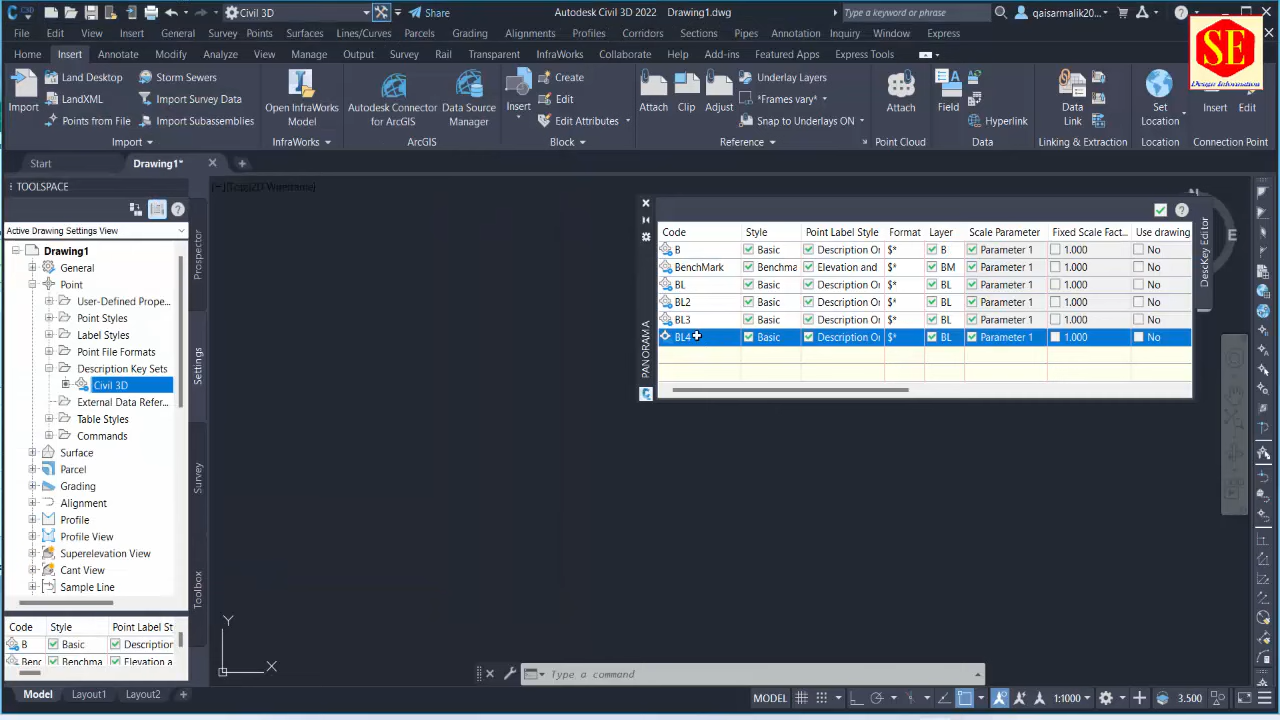 C3D
Civil 3D
Share
Autodesk Civil 3D 2022 Drawing1.dwg
Type a keyword or phrase
qaisarmalik20...
File Edit View Insert General Survey Points Surfaces Lines/Curves Parcels Grading Alignments Profiles Corridors Sections Pipes Annotation Inquiry Window Express
Home Insert Annotate Modify Analyze View Manage Output Survey Rail Transparent InfraWorks Collaborate Help Add-ins Featured Apps Express Tools
SE
Design Information
Import
Land Desktop
LandXML
Points from File
Storm Sewers
Import Survey Data
Import Subassemblies
Open InfraWorks
Model
Autodesk Connector
for ArcGIS
Data Source
Manager
Insert
Create
Edit
Edit Attributes
Attach
Clip
Adjust
Underlay Layers
*Frames vary*
Snap to Underlays ON
Attach
Field
Hyperlink
Data
Link
Set
Location
Insert
Edit
Import InfraWorks ArcGIS Block Reference Point Cloud Data Linking & Extraction Location Connection Point
Start Drawing1*
TOOLSPACE
Active Drawing Settings View
Drawing1
General
Point
User-Defined Prope...
Point Styles
Label Styles
Point File Formats
Description Key Sets
Civil 3D
External Data Refer...
Table Styles
Commands
Surface
Parcel
Grading
Alignment
Profile
Profile View
Superelevation View
Cant View
Sample Line
Prospector
Settings
Survey
Toolbox
Code Style Point Label St
B Basic Description
Benc Benchma Elevation a
[−][Top][2D Wireframe]
N
E
PANORAMA
DescKey Editor
Code Style Point Label Style Format Layer Scale Parameter Fixed Scale Fact... Use drawing
B Basic Description Or $* B Parameter 1 1.000 No
BenchMark Benchma Elevation and $* BM Parameter 1 1.000 No
BL Basic Description Or $* BL Parameter 1 1.000 No
BL2 Basic Description Or $* BL Parameter 1 1.000 No
BL3 Basic Description Or $* BL Parameter 1 1.000 No
BL4 Basic Description Or $* BL Parameter 1 1.000 No
Y
X
Type a command
Model Layout1 Layout2
MODEL
1:1000
3.500